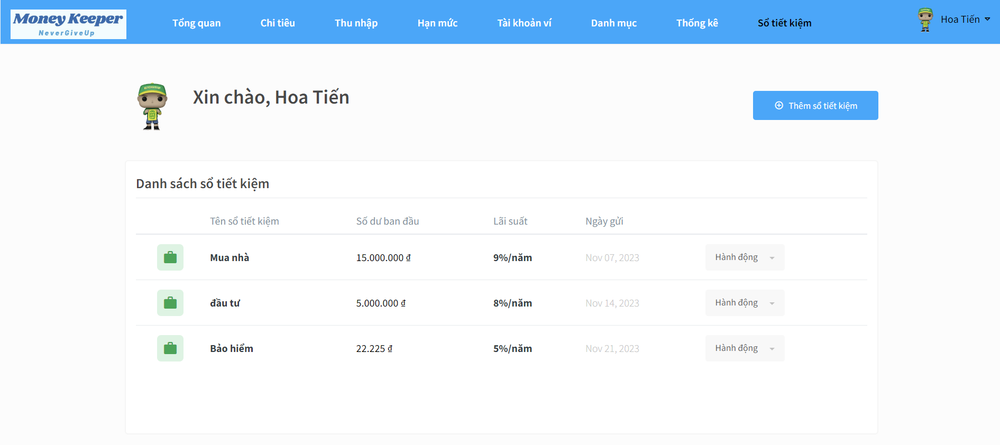 Money Keeper
NeverGiveUp
Tổng quan
Chi tiêu
Thu nhập
Hạn mức
Tài khoản ví
Danh mục
Thống kê
Sổ tiết kiệm
Hoa Tiến
Xin chào, Hoa Tiến
Thêm sổ tiết kiệm
Danh sách sổ tiết kiệm
Tên sổ tiết kiệm Số dư ban đầu Lãi suất Ngày gửi
Mua nhà 15.000.000 ₫ 9%/năm Nov 07, 2023 Hành động
đầu tư 5.000.000 ₫ 8%/năm Nov 14, 2023 Hành động
Bảo hiểm 22.225 ₫ 5%/năm Nov 21, 2023 Hành động